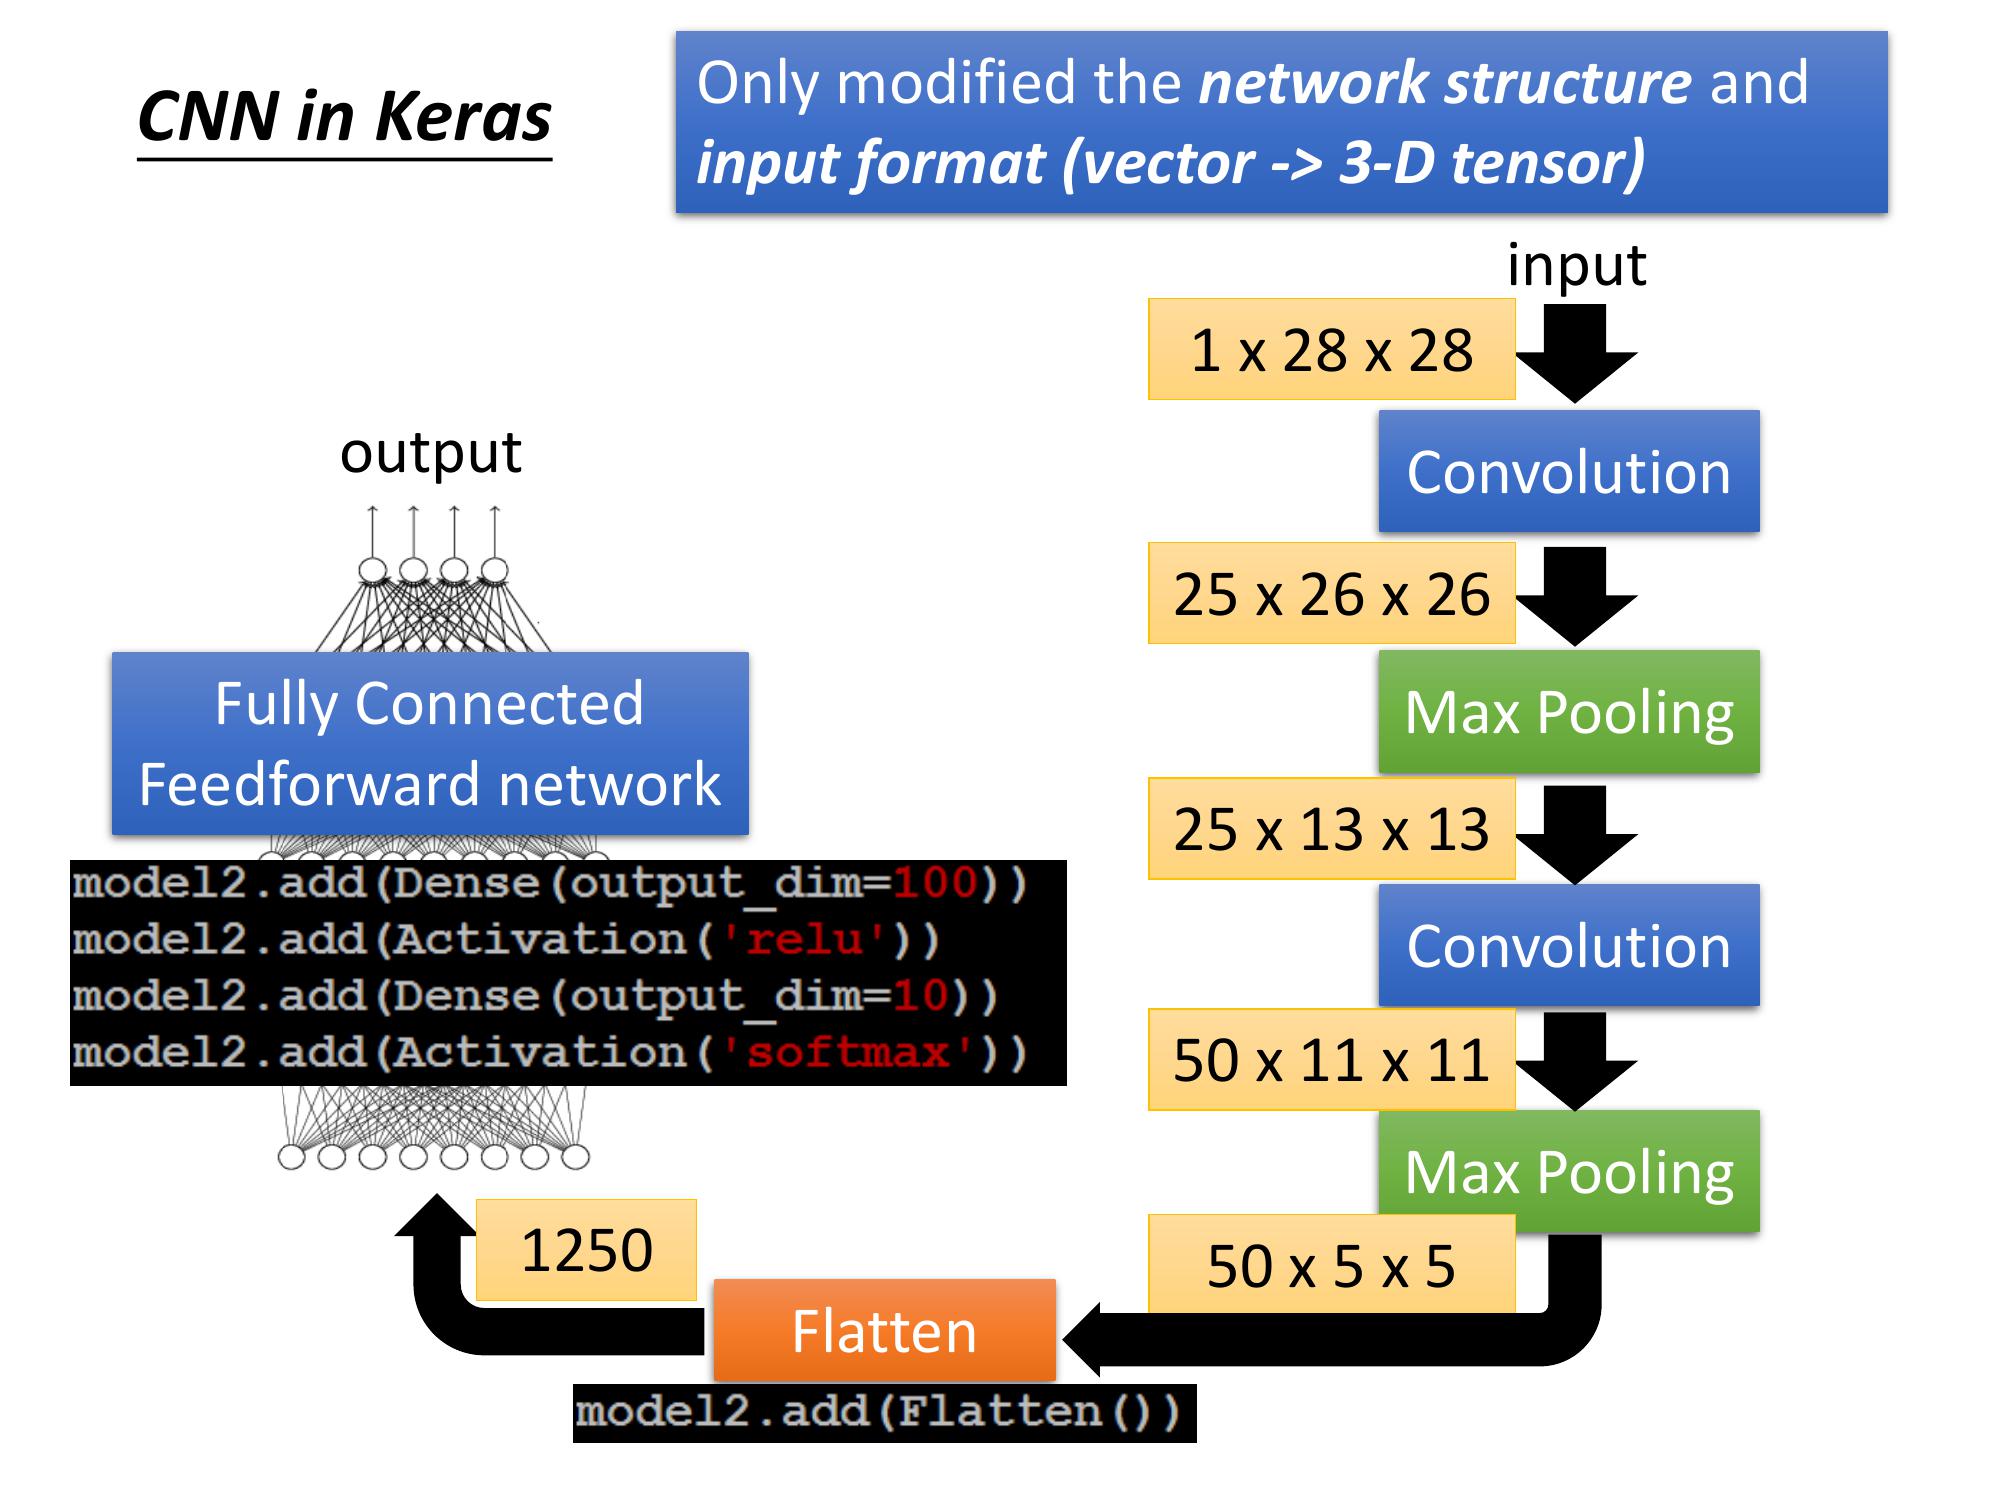 CNN in Keras
Only modified the network structure and
input format (vector -> 3-D tensor)
input
1 x 28 x 28
Convolution
25 x 26 x 26
Max Pooling
25 x 13 x 13
Convolution
50 x 11 x 11
Max Pooling
50 x 5 x 5
Flatten
model2.add(Flatten())
1250
output
Fully Connected
Feedforward network
model2.add(Dense(output_dim=100))
model2.add(Activation('relu'))
model2.add(Dense(output_dim=10))
model2.add(Activation('softmax'))